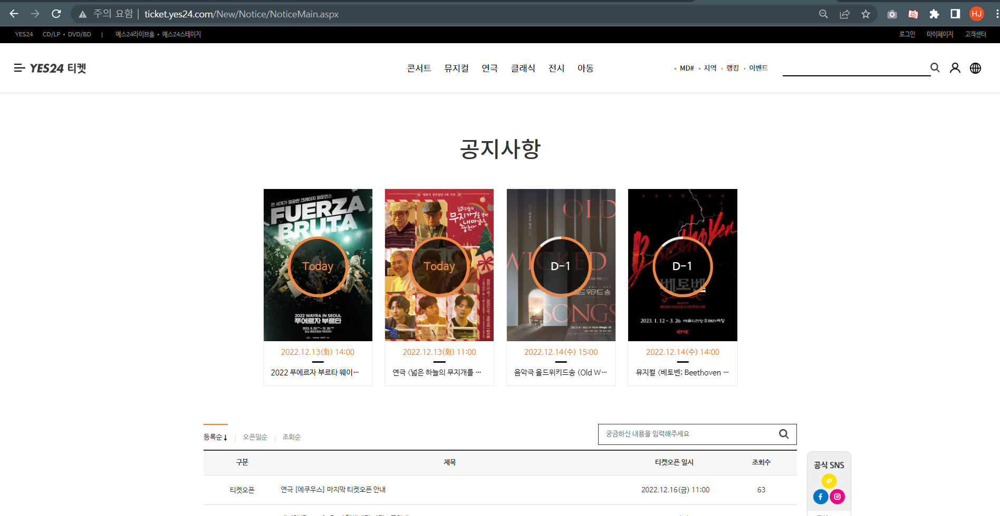 주의 요함 | ticket.yes24.com/New/Notice/NoticeMain.aspx
HJ
YES24 CD/LP • DVD/BD | 예스24라이브홀 • 예스24스테이지
로그인 마이페이지 고객센터
YES24 티켓
콘서트 뮤지컬 연극 클래식 전시 아동
MD# 지역 랭킹 이벤트
공지사항
전 세계가 열광한 크레이지 퍼포먼스
FUERZA
BRUTA
Today
2022 WAYRA IN SEOUL
푸에르자 부르타
2022. 9. 29. ~ 12. 26.
2022.12.13(화) 14:00
2022 푸에르자 부르타 웨이…
넓은 하늘의
무지개를 보면
내 마음은
춤춘다
Today
2022.12.13(화) 11:00
연극 〈넓은 하늘의 무지개를 …
OLD
WICKED
D-1
올드 위키드 송
SONGS
2022.12.14(수) 15:00
음악극 올드위키드송 (Old W…
Beethoven
D-1
베토벤
2023. 1. 12 ~ 3. 26 예술의전당 오페라극장
EMK
2022.12.14(수) 14:00
뮤지컬 〈베토벤; Beethoven …
등록순↓ 오픈일순 조회순
궁금하신 내용을 입력해주세요
구분 제목 티켓오픈 일시 조회수
티켓오픈 연극 [에쿠우스] 마지막 티켓오픈 안내 2022.12.16(금) 11:00 63
공식 SNS